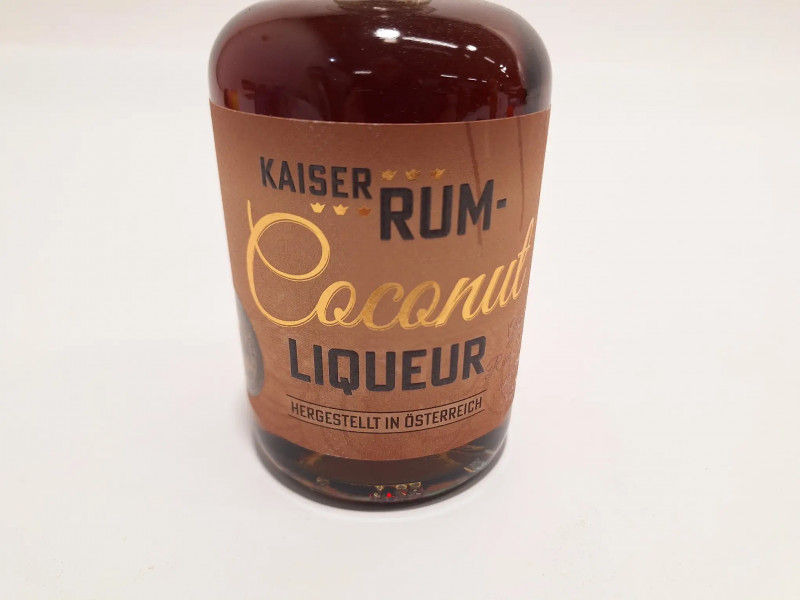 KAISER
RUM-
Coconut
LIQUEUR
HERGESTELLT IN ÖSTERREICH